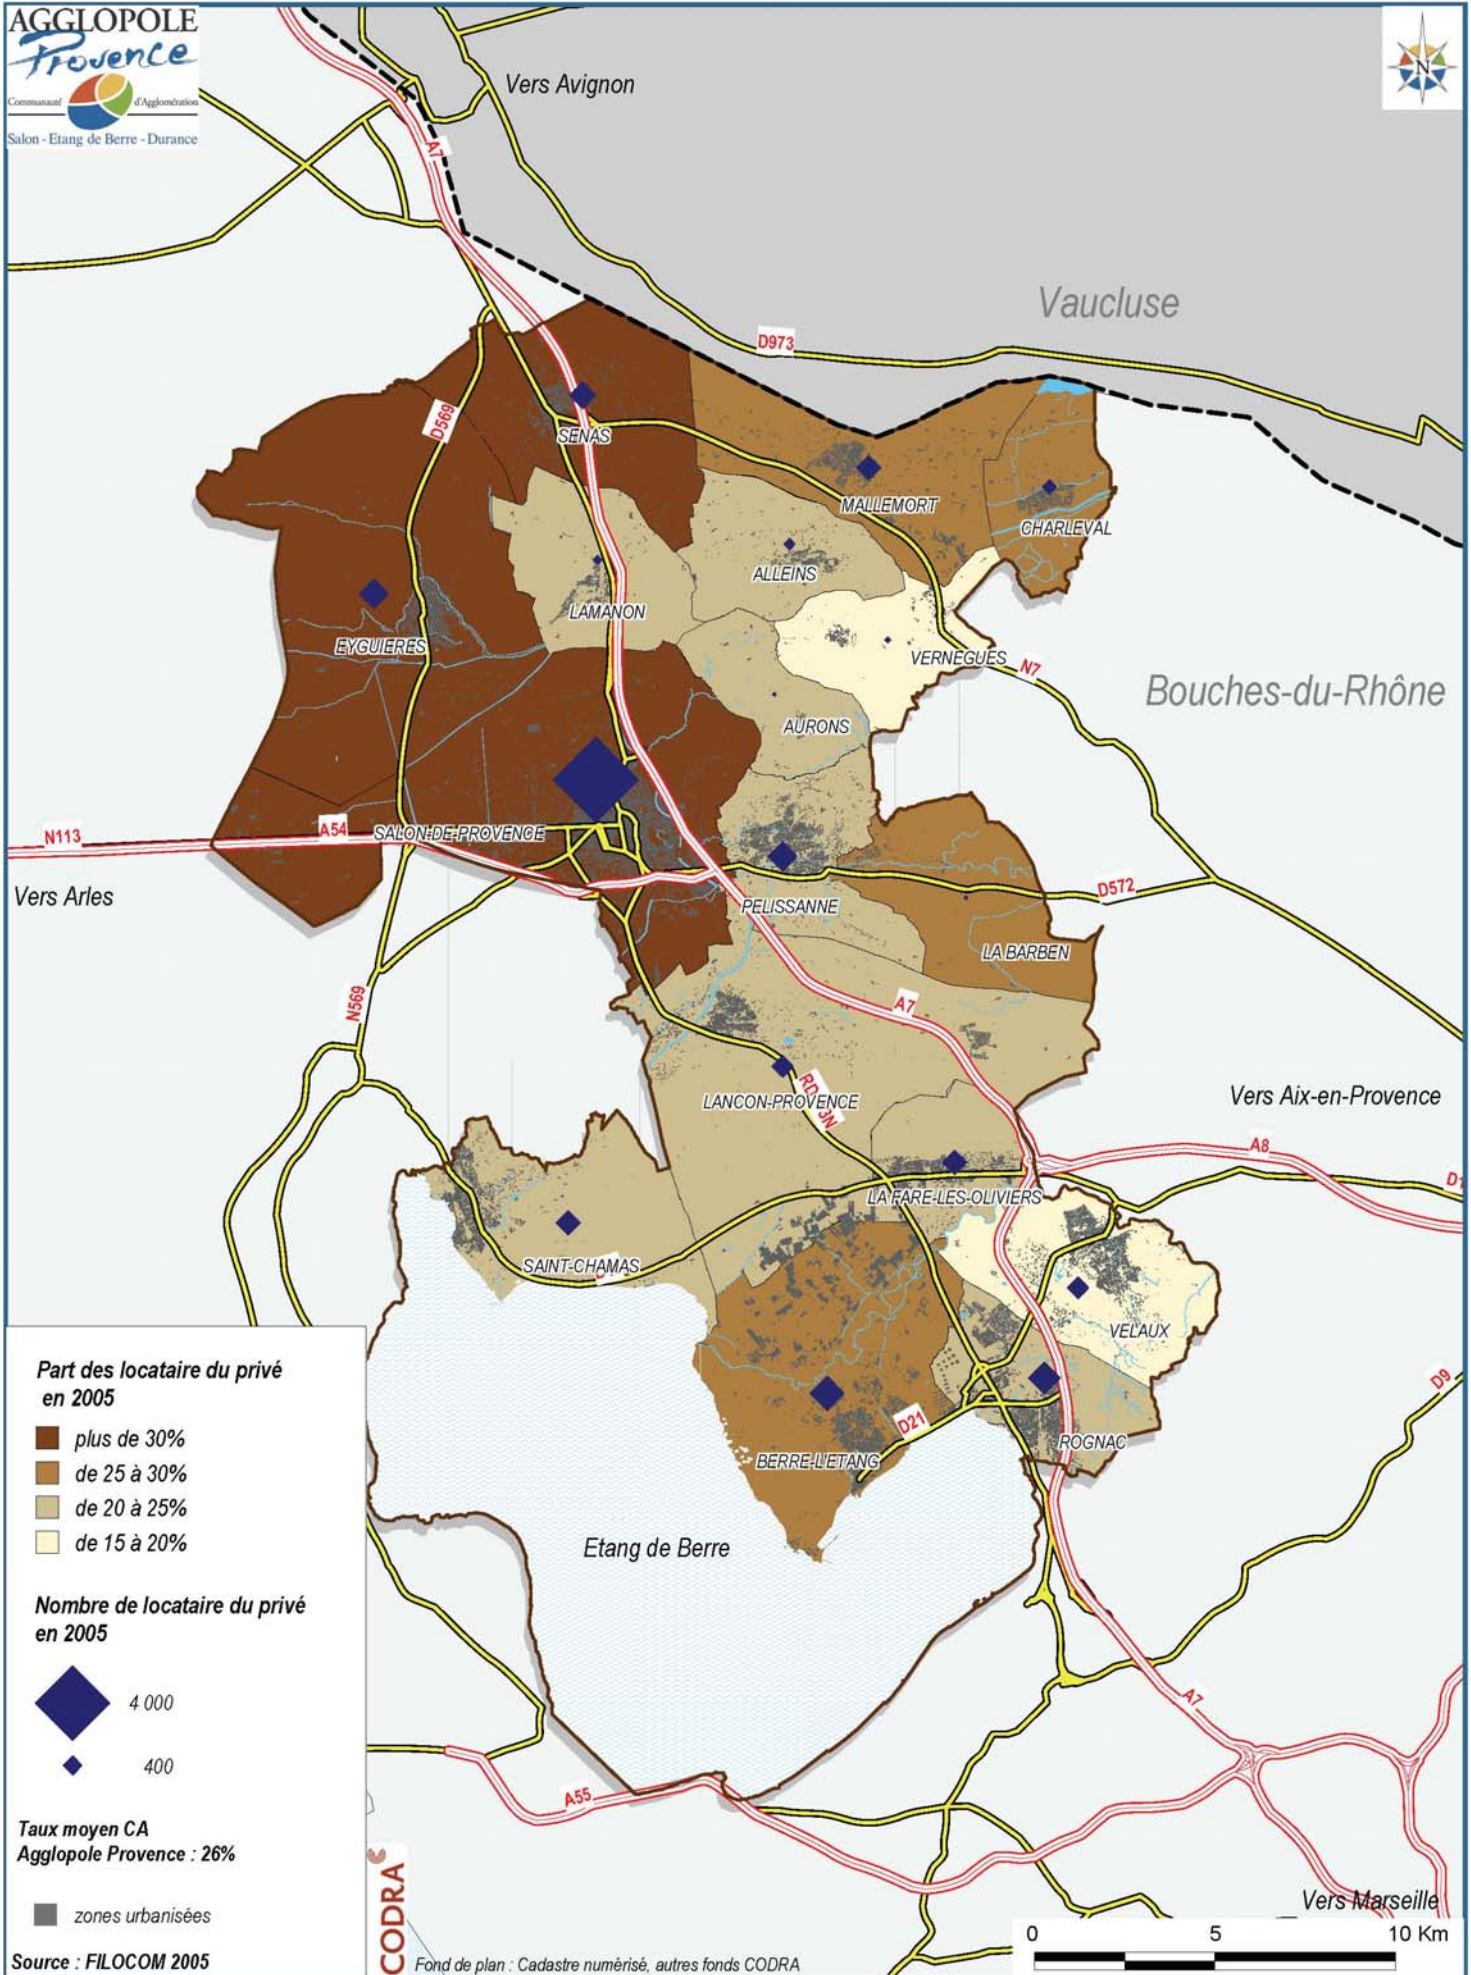 AGGLOPOLE
Provence
Communauté d'Agglomération
Salon - Etang de Berre - Durance
N
Vers Avignon
A7
Vaucluse
D973
D569
SENAS
MALLEMORT
CHARLEVAL
ALLEINS
LAMANON
EYGUIERES
VERNEGUES
N7
Bouches-du-Rhône
AURONS
N113
A54
SALON-DE-PROVENCE
Vers Arles
D572
PELISSANNE
LA BARBEN
N569
A7
LANCON-PROVENCE
Vers Aix-en-Provence
A8
LA FARE-LES-OLIVIERS
SAINT-CHAMAS
VELAUX
D9
D21
ROGNAC
BERRE-L'ETANG
Etang de Berre
A7
A55
Vers Marseille
Part des locataire du privé
en 2005
plus de 30%
de 25 à 30%
de 20 à 25%
de 15 à 20%
Nombre de locataire du privé
en 2005
4 000
400
Taux moyen CA
Agglopole Provence : 26%
zones urbanisées
Source : FILOCOM 2005
CODRA
Fond de plan : Cadastre numérisé, autres fonds CODRA
0 5 10 Km